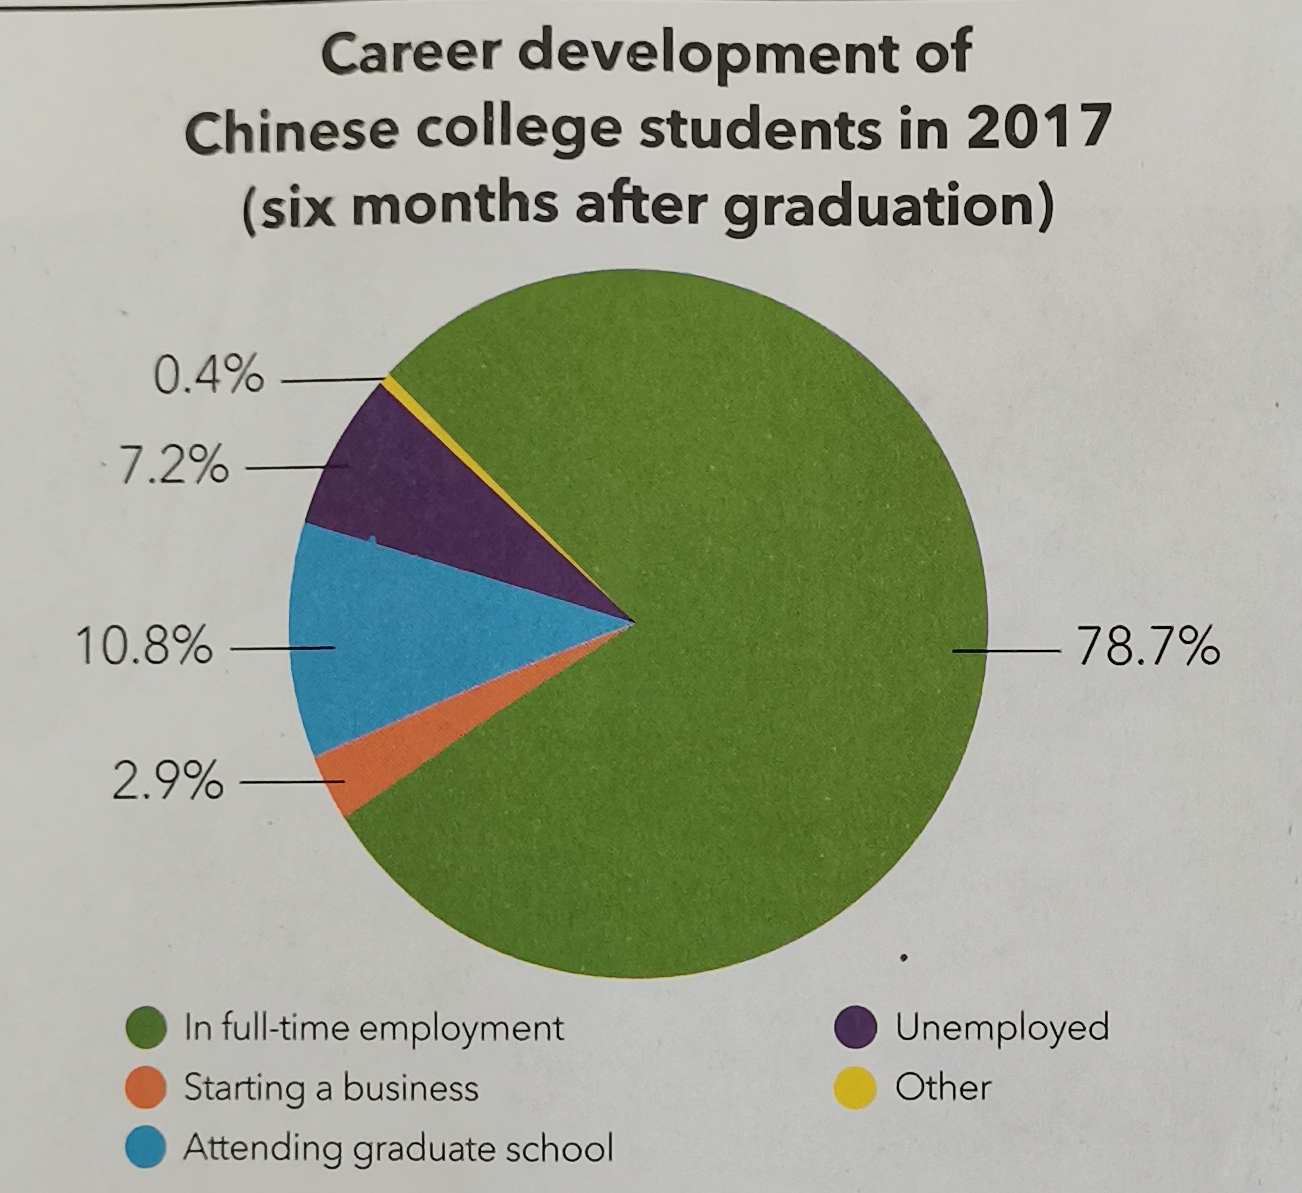 Career development of
Chinese college students in 2017
(six months after graduation)
0.4%
7.2%
10.8%
78.7%
2.9%
In full-time employment
Unemployed
Starting a business
Other
Attending graduate school